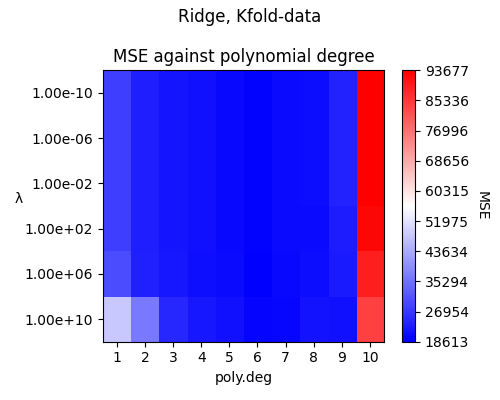 Ridge, Kfold-data
MSE against polynomial degree
1.00e-10
1.00e-06
1.00e-02
1.00e+02
1.00e+06
1.00e+10
λ
1 2 3 4 5 6 7 8 9 10
poly.deg
93677
85336
76996
68656
60315
51975
43634
35294
26954
18613
MSE